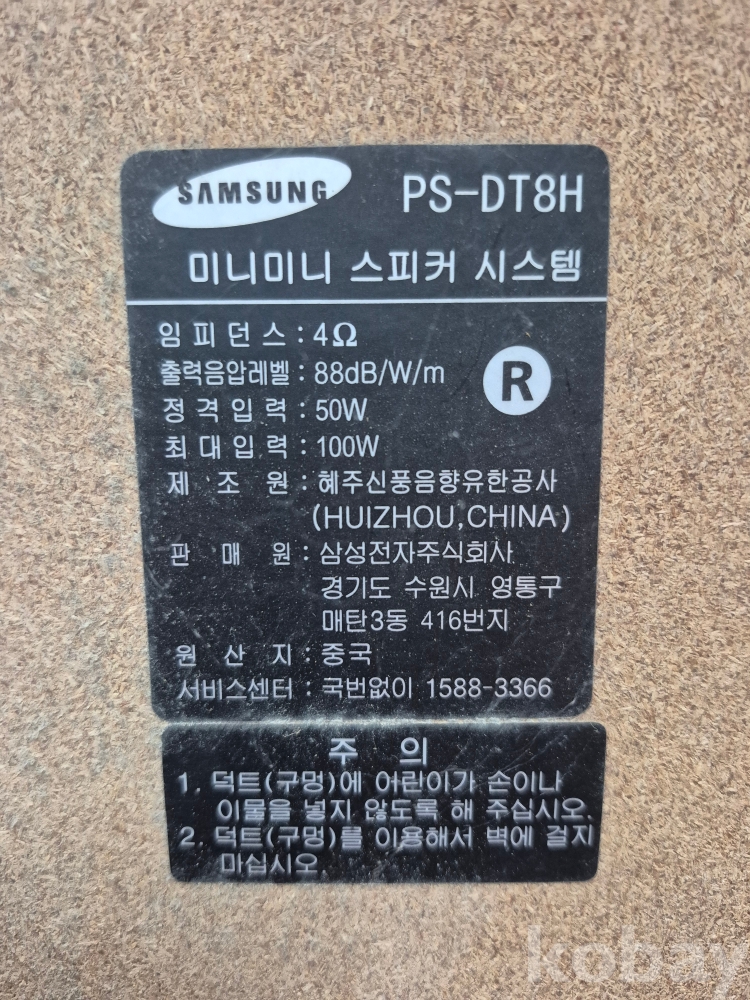 SAMSUNG PS-DT8H
미니미니 스피커 시스템
임피던스 : 4Ω
출력음압레벨 : 88dB/W/m
R
정격입력 : 50W
최대입력 : 100W
제조원 : 혜주신풍음향유한공사
(HUIZHOU,CHINA)
판매원 : 삼성전자주식회사
경기도 수원시 영통구
매탄3동 416번지
원산지 : 중국
서비스센터 : 국번없이 1588-3366
주 의
1. 덕트(구멍)에 어린이가 손이나
이물을 넣지 않도록 해 주십시오.
2. 덕트(구멍)를 이용해서 벽에 걸지
마십시오.
kobay